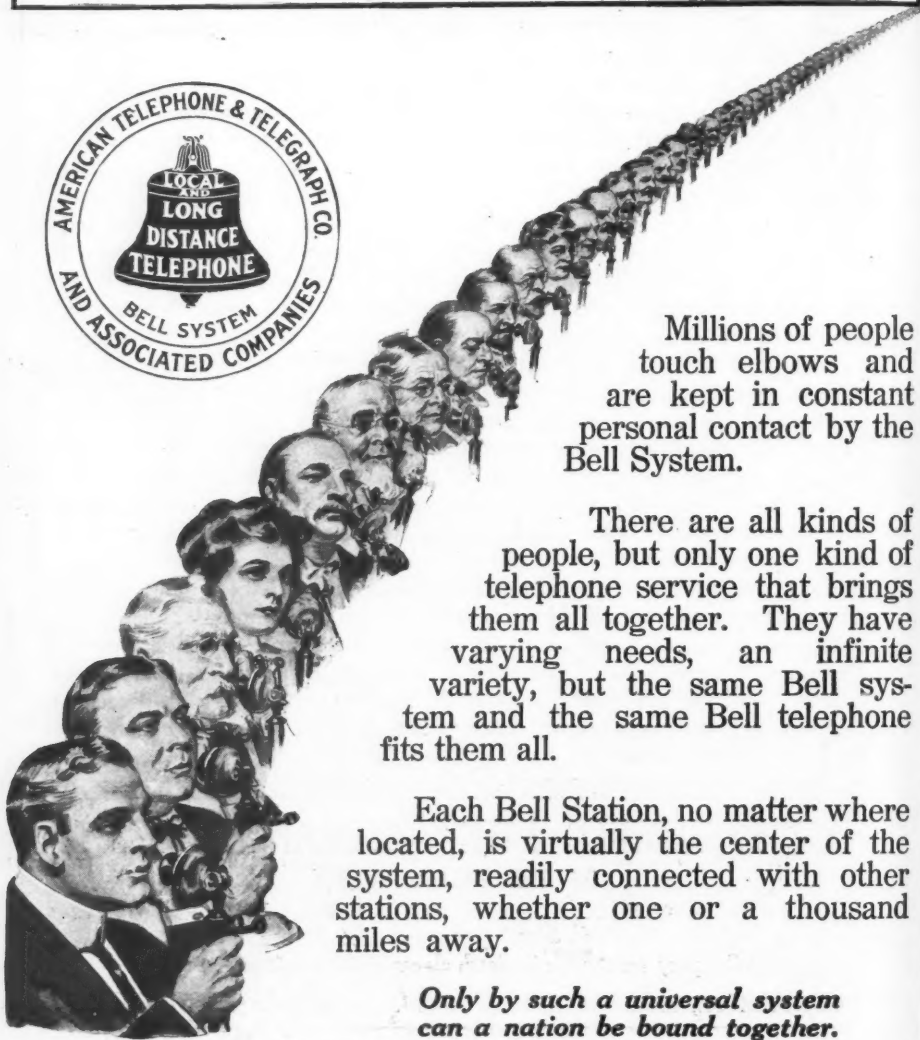 AMERICAN TELEPHONE & TELEGRAPH CO.
AND ASSOCIATED COMPANIES
LOCAL
AND
LONG
DISTANCE
TELEPHONE
BELL SYSTEM
Millions of people
touch elbows and
are kept in constant
personal contact by the
Bell System.
There are all kinds of
people, but only one kind of
telephone service that brings
them all together. They have
varying needs, an infinite
variety, but the same Bell sys-
tem and the same Bell telephone
fits them all.
Each Bell Station, no matter where
located, is virtually the center of the
system, readily connected with other
stations, whether one or a thousand
miles away.
Only by such a universal system
can a nation be bound together.